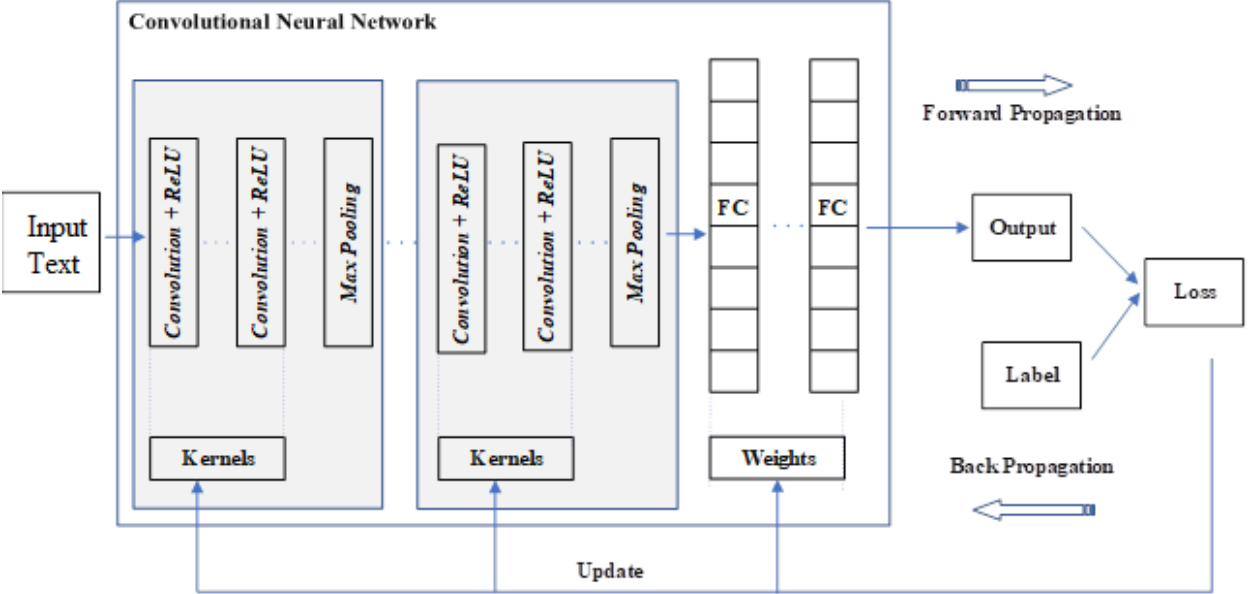 Convolutional Neural Network
Input
Text
Convolution + ReLU
Convolution + ReLU
Max Pooling
Kernels
Convolution + ReLU
Convolution + ReLU
Max Pooling
Kernels
FC
FC
Weights
Forward Propagation
Output
Loss
Label
Back Propagation
Update